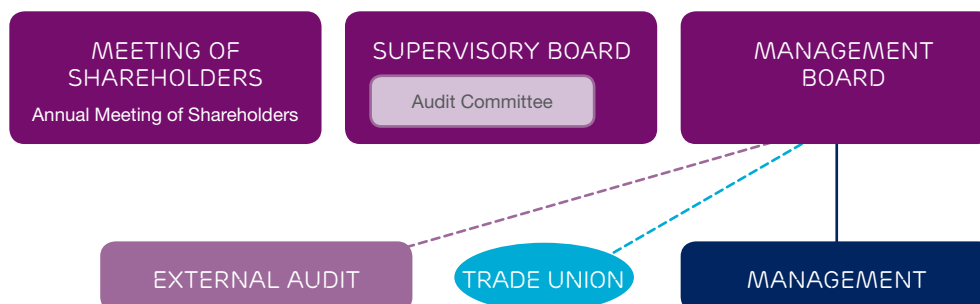 MEETING OF
SHAREHOLDERS
Annual Meeting of Shareholders
SUPERVISORY BOARD
Audit Committee
MANAGEMENT
BOARD
EXTERNAL AUDIT
TRADE UNION
MANAGEMENT